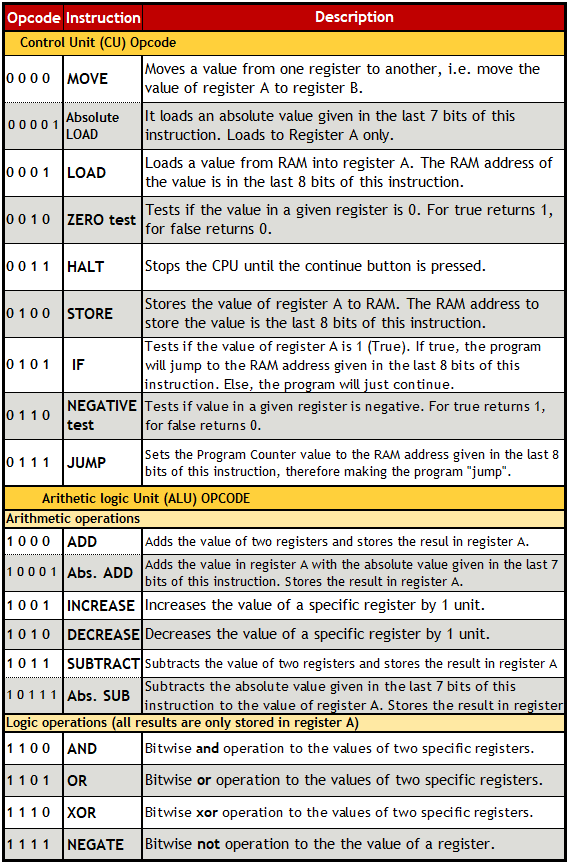 Opcode Instruction Description
Control Unit (CU) Opcode
0 0 0 0 MOVE Moves a value from one register to another, i.e. move the
value of register A to register B.
0 0 0 0 1 Absolute LOAD It loads an absolute value given in the last 7 bits of this
instruction. Loads to Register A only.
0 0 0 1 LOAD Loads a value from RAM into register A. The RAM address of
the value is in the last 8 bits of this instruction.
0 0 1 0 ZERO test Tests if the value in a given register is 0. For true returns 1,
for false returns 0.
0 0 1 1 HALT Stops the CPU until the continue button is pressed.
0 1 0 0 STORE Stores the value of register A to RAM. The RAM address to
store the value is the last 8 bits of this instruction.
0 1 0 1 IF Tests if the value of register A is 1 (True). If true, the program
will jump to the RAM address given in the last 8 bits of this
instruction. Else, the program will just continue.
0 1 1 0 NEGATIVE test Tests if value in a given register is negative. For true returns 1,
for false returns 0.
0 1 1 1 JUMP Sets the Program Counter value to the RAM address given in the last 8
bits of this instruction, therefore making the program "jump".
Arithetic logic Unit (ALU) OPCODE
Arithmetic operations
1 0 0 0 ADD Adds the value of two registers and stores the resul in register A.
1 0 0 0 1 Abs. ADD Adds the value in register A with the absolute value given in the last 7
bits of this instruction. Stores the result in register A.
1 0 0 1 INCREASE Increases the value of a specific register by 1 unit.
1 0 1 0 DECREASE Decreases the value of a specific register by 1 unit.
1 0 1 1 SUBTRACT Subtracts the value of two registers and stores the result in register A
1 0 1 1 1 Abs. SUB Subtracts the absolute value given in the last 7 bits of this
instruction to the value of register A. Stores the result in register
Logic operations (all results are only stored in register A)
1 1 0 0 AND Bitwise and operation to the values of two specific registers.
1 1 0 1 OR Bitwise or operation to the values of two specific registers.
1 1 1 0 XOR Bitwise xor operation to the values of two specific registers.
1 1 1 1 NEGATE Bitwise not operation to the the value of a register.